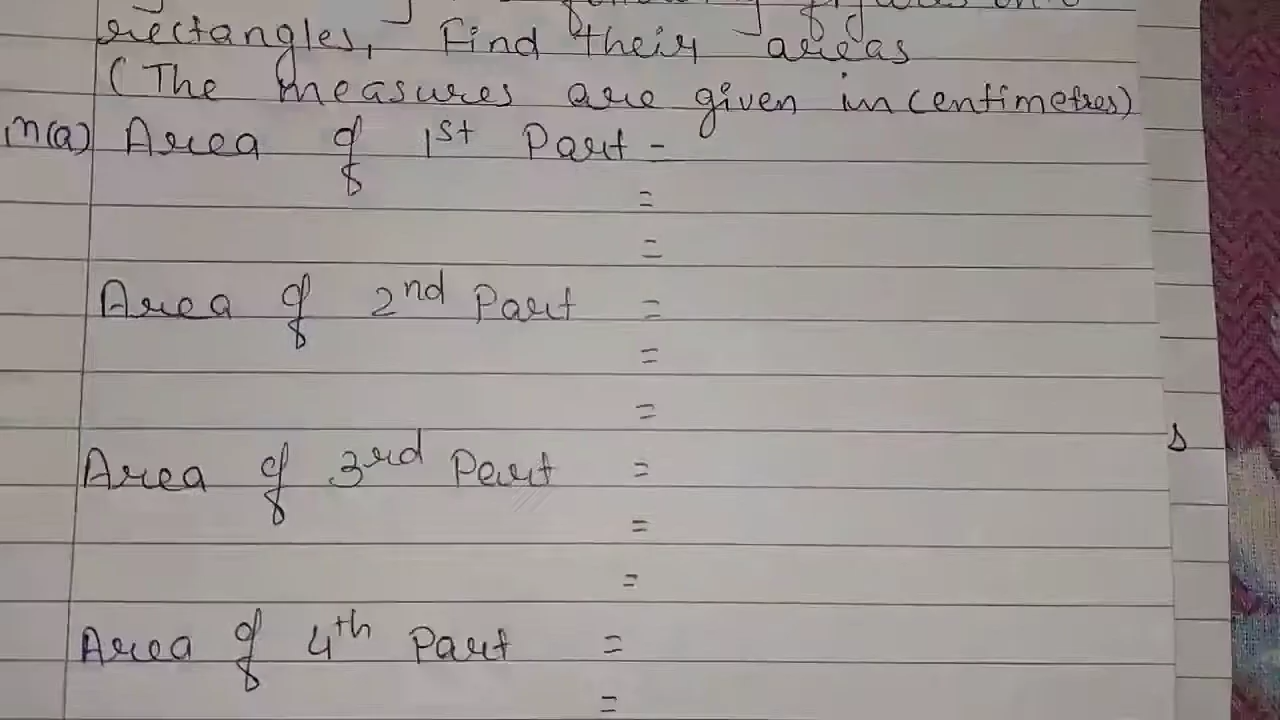 rectangles, Find their areas
(The measures are given in centimetres)
n(a) Area of 1st Part -
=
=
Area of 2nd Part =
=
=
Area of 3rd Part =
=
=
Area of 4th Part =
=